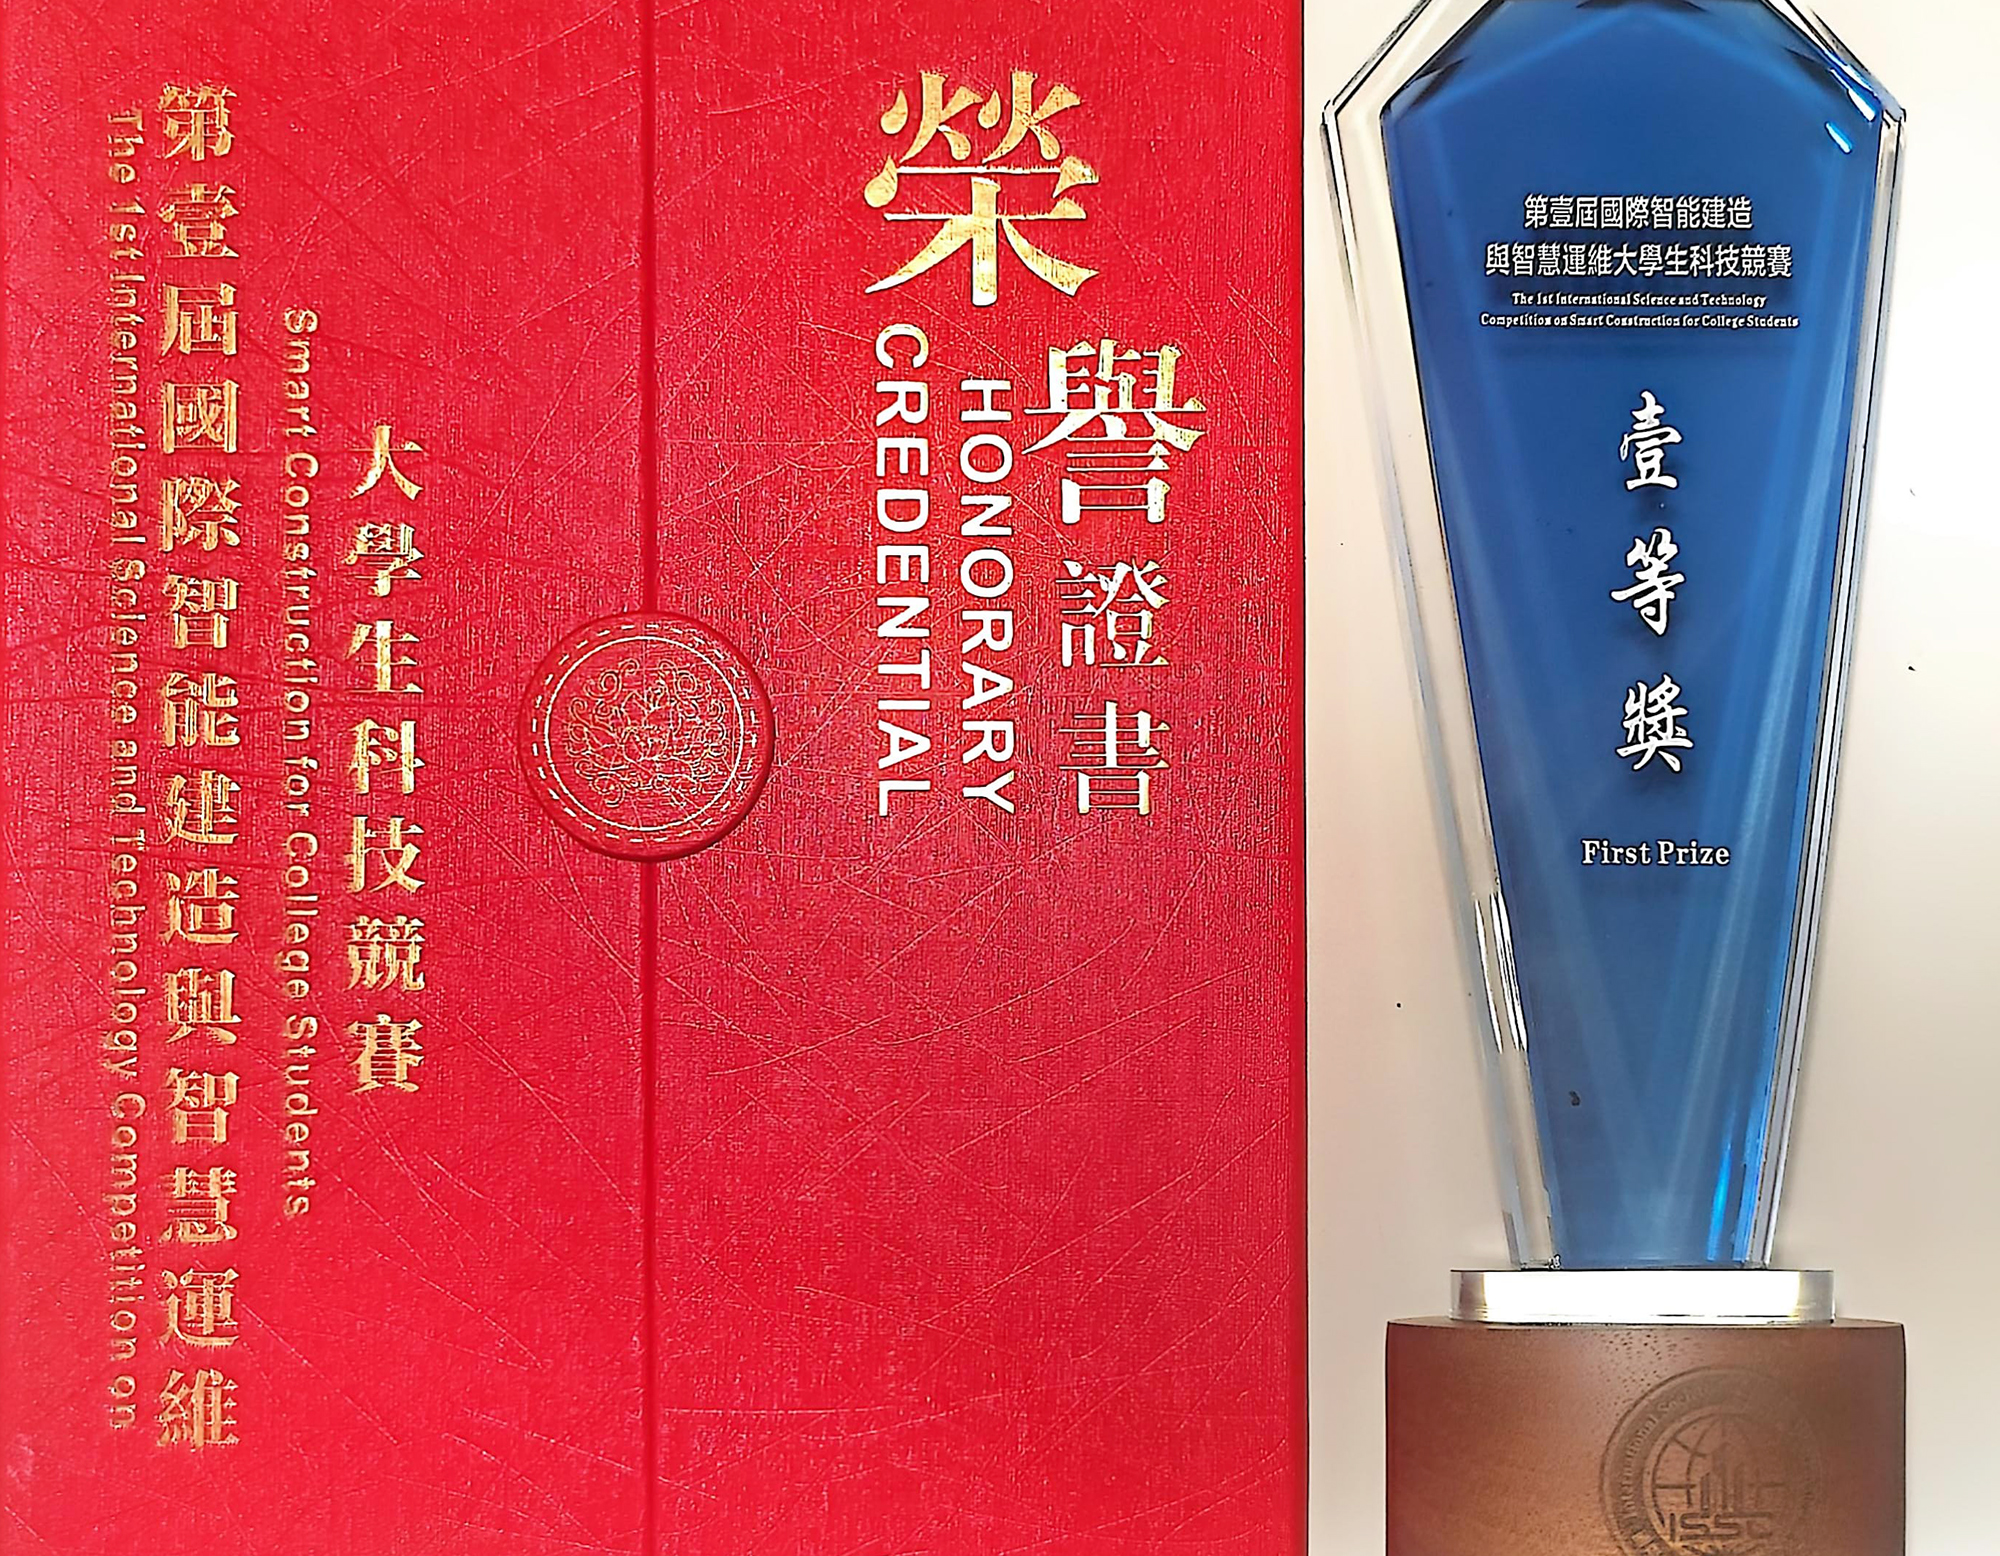 榮譽證書
HONORARY
CREDENTIAL
第壹屆國際智能建造與智慧運維
The 1st International Science and Technology Competition on
大學生科技競賽
Smart Construction for College Students
第壹屆國際智能建造
與智慧運維大學生科技競賽
The 1st International Science and Technology
Competition on Smart Construction for College Students
壹等獎
First Prize
International
ISSC